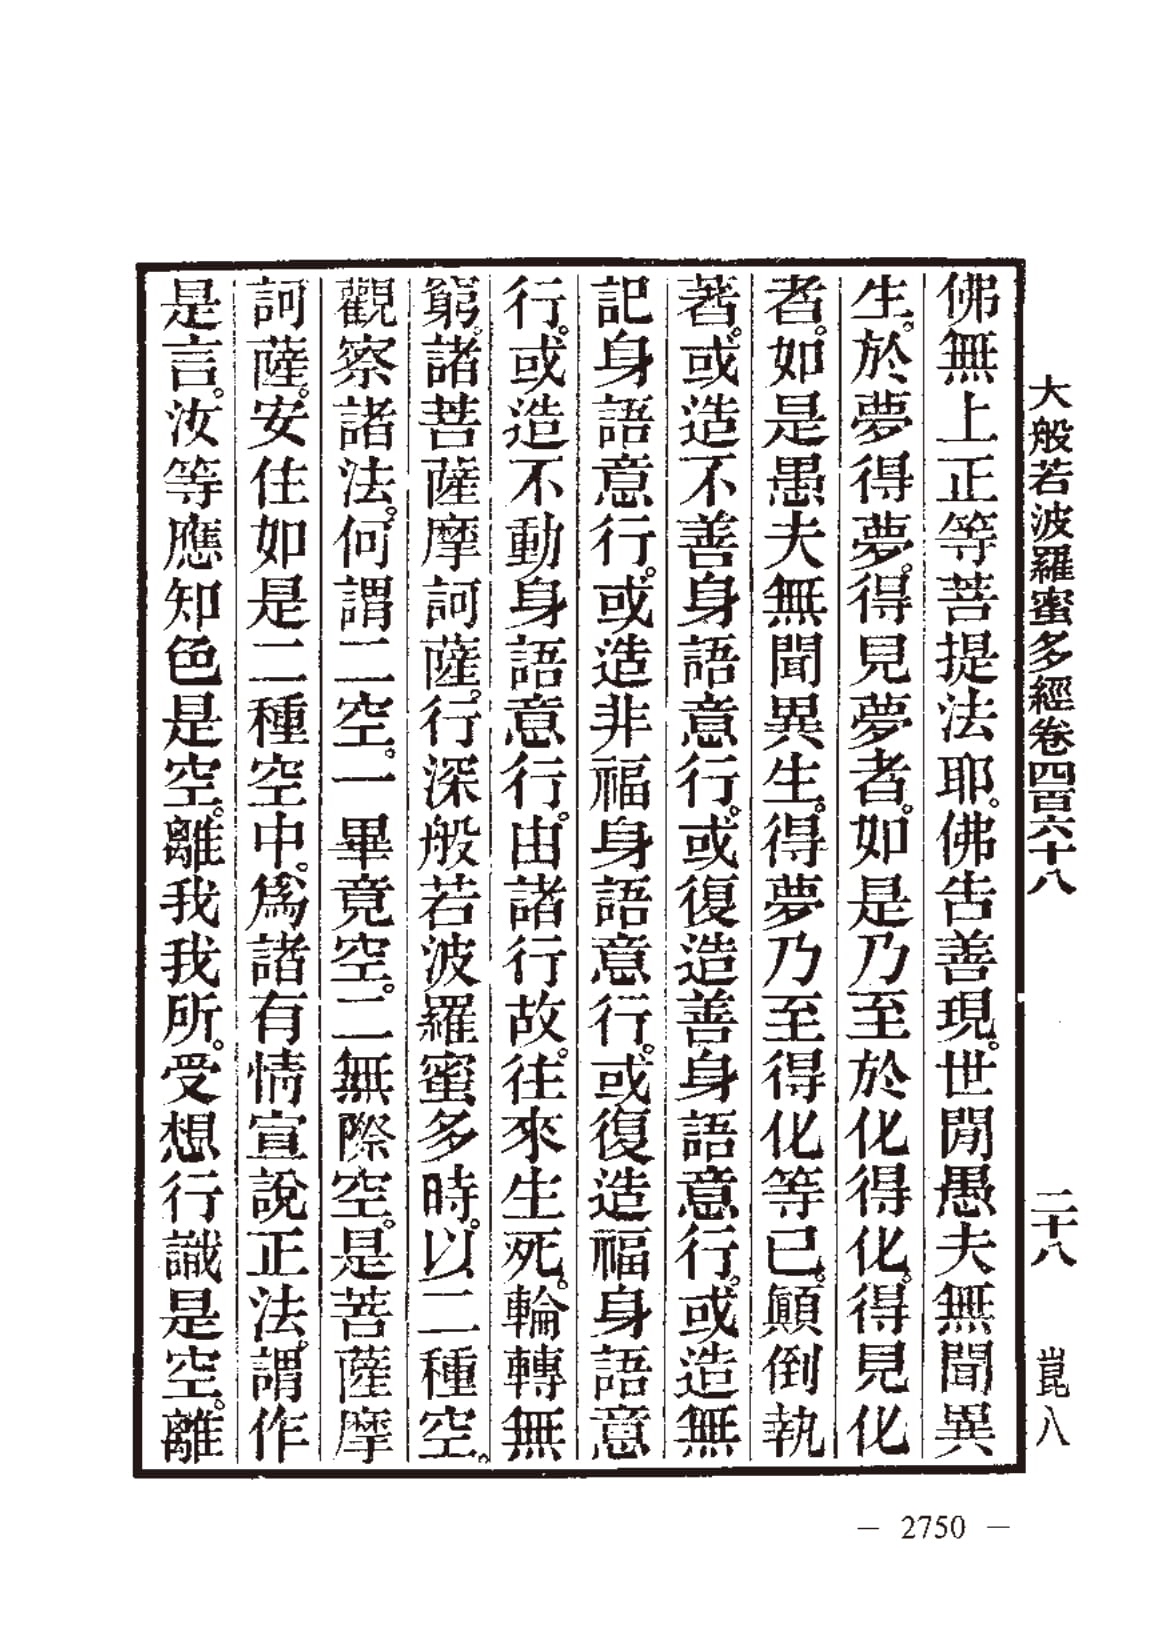 大般若波羅蜜多經卷四百六十八 二十八 崑八
佛無上正等菩提法耶。佛告善現。世閒愚夫無聞異
生。於夢得夢。得見夢者。如是乃至於化得化。得見化
者。如是愚夫無聞異生。得夢乃至得化等已。顚倒執
著。或造不善身語意行。或復造善身語意行。或造無
記身語意行。或造非福身語意行。或復造福身語意
行。或造不動身語意行。由諸行故。往來生死。輪轉無
窮。諸菩薩摩訶薩。行深般若波羅蜜多時。以二種空。
觀察諸法。何謂二空。一畢竟空。二無際空。是菩薩摩
訶薩。安住如是二種空中。爲諸有情宣說正法。謂作
是言。汝等應知色是空。離我我所。受想行識是空。離
— 2750 —